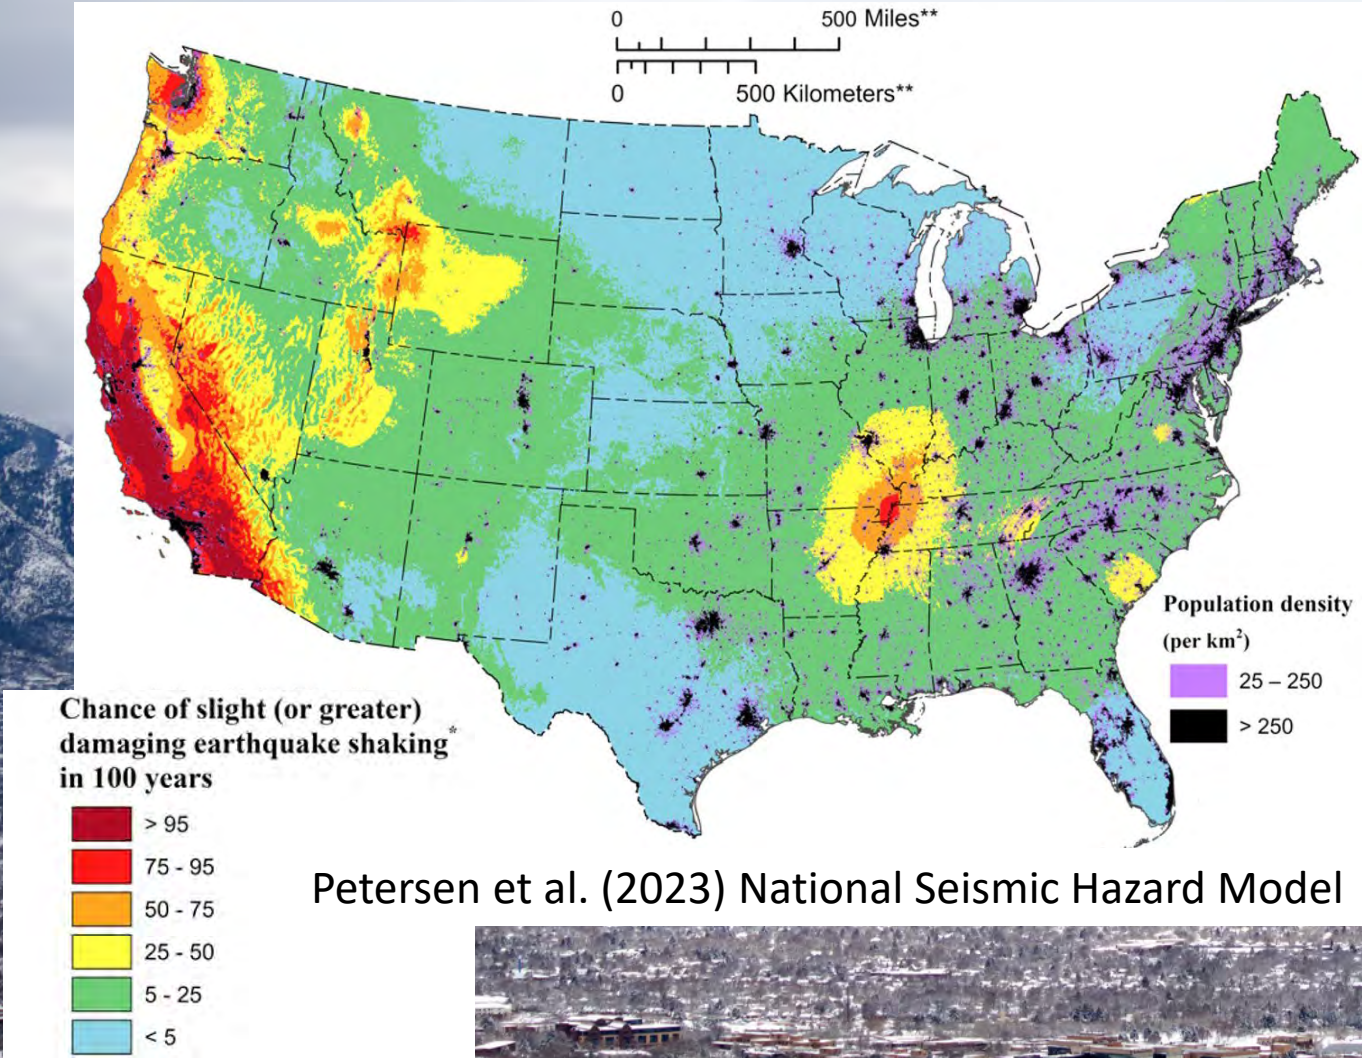 0 500 Miles**
0 500 Kilometers**
Population density
(per km²)
25 – 250
> 250
Chance of slight (or greater)
damaging earthquake shaking*
in 100 years
> 95
75 - 95
50 - 75
25 - 50
5 - 25
< 5
Petersen et al. (2023) National Seismic Hazard Model